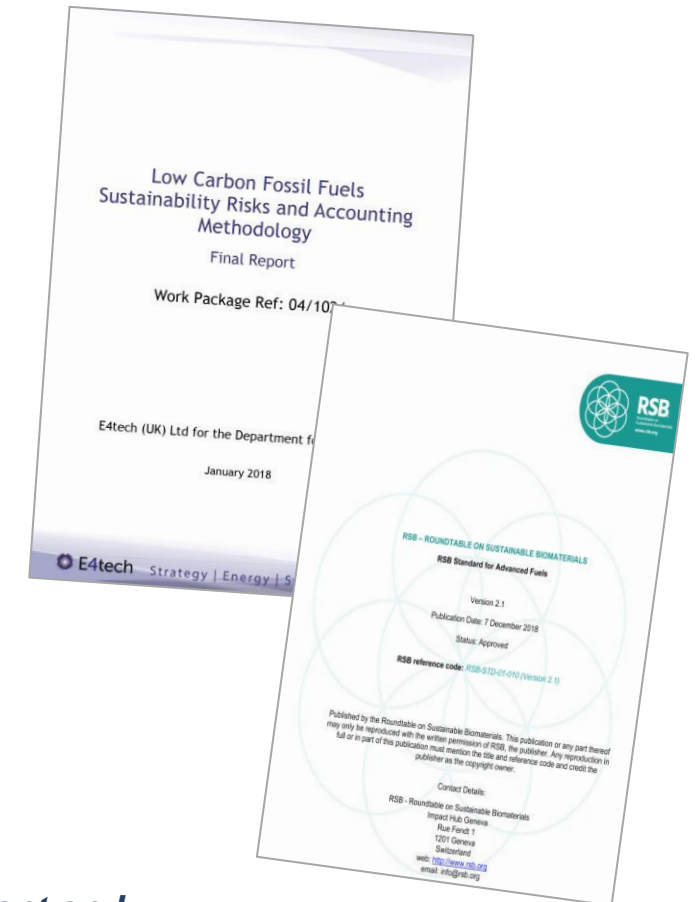 Low Carbon Fossil Fuels
Sustainability Risks and Accounting
Methodology
Final Report
Work Package Ref: 04/102
E4tech (UK) Ltd for the Department
January 2018
E4tech Strategy | Energy |
RSB
www.rsb.org
RSB – ROUNDTABLE ON SUSTAINABLE BIOMATERIALS
RSB Standard for Advanced Fuels
Version 2.1
Publication Date: 7 December 2018
Status: Approved
RSB reference code: RSB-STD-01-010 (Version 2.1)
Published by the Roundtable on Sustainable Biomaterials. This publication or any part thereof
may only be reproduced with the written permission of RSB, the publisher. Any reproduction in
full or in part of this publication must mention the title and reference code and credit the
publisher as the copyright owner.
Contact Details:
RSB - Roundtable on Sustainable Biomaterials
Impact Hub Geneva
Rue Fendt 1
1201 Geneva
Switzerland
web: http://www.rsb.org
email: info@rsb.org